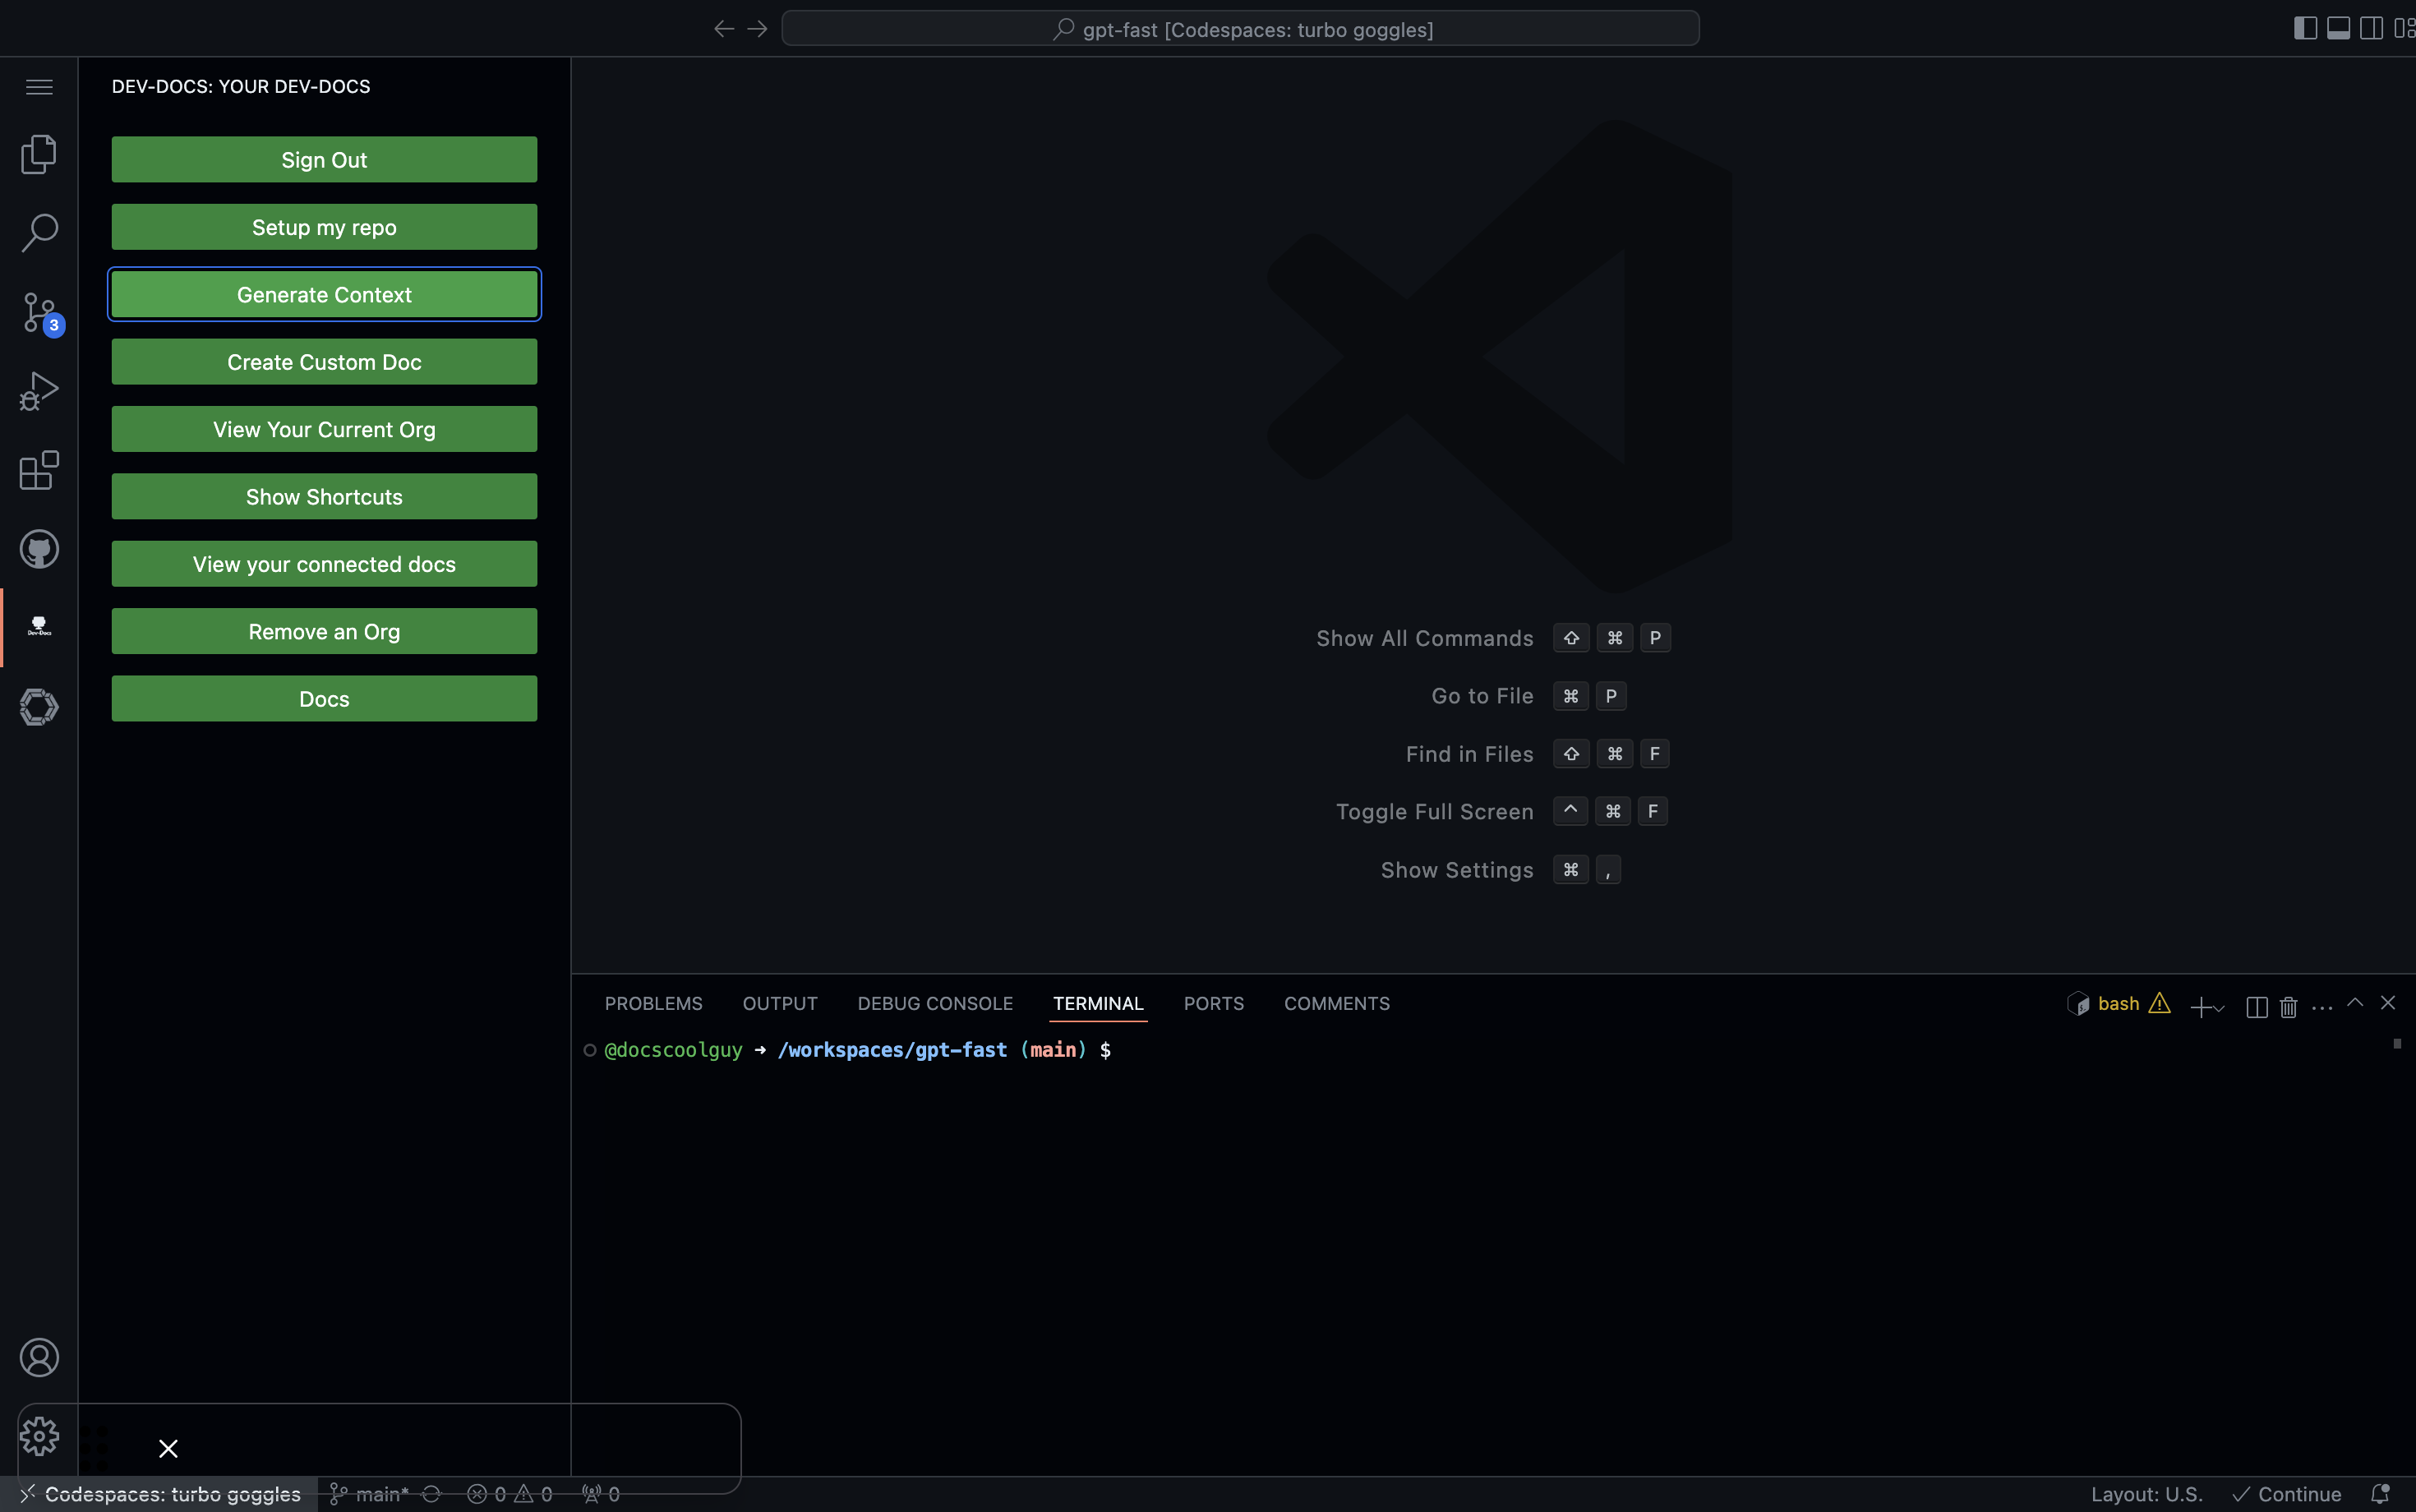 gpt-fast [Codespaces: turbo goggles]
DEV-DOCS: YOUR DEV-DOCS
Sign Out
Setup my repo
Generate Context
Create Custom Doc
View Your Current Org
Show Shortcuts
View your connected docs
Remove an Org
Docs
3
Dev-Docs
Show All Commands ⇧ ⌘ P
Go to File ⌘ P
Find in Files ⇧ ⌘ F
Toggle Full Screen ^ ⌘ F
Show Settings ⌘ ,
PROBLEMS OUTPUT DEBUG CONSOLE TERMINAL PORTS COMMENTS bash
@docscoolguy ➜ /workspaces/gpt-fast (main) $
Codespaces: turbo goggles main* 0 0 0 Layout: U.S. Continue